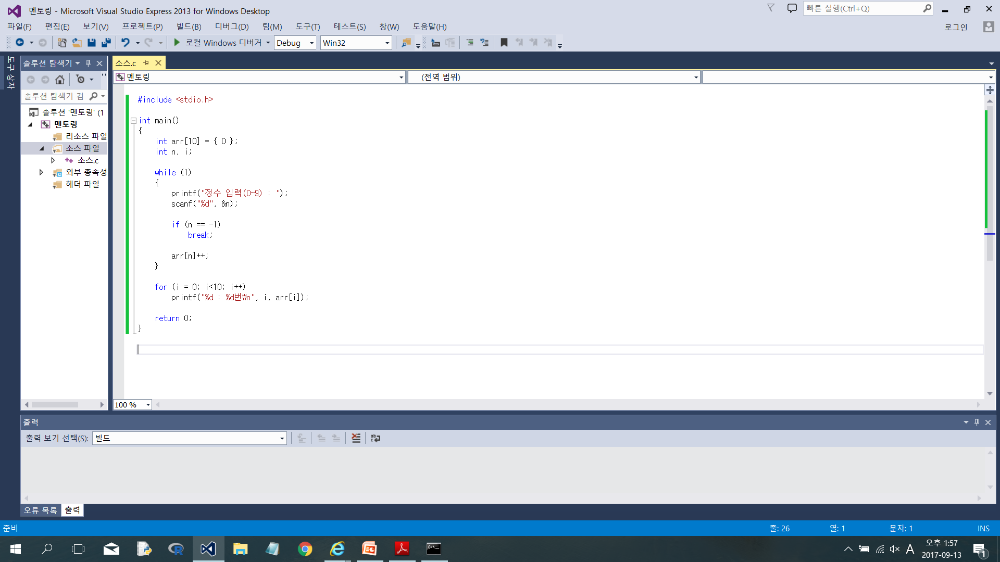 멘토링 - Microsoft Visual Studio Express 2013 for Windows Desktop
빠른 실행(Ctrl+Q)
파일(F) 편집(E) 보기(V) 프로젝트(P) 빌드(B) 디버그(D) 팀(M) 도구(T) 테스트(S) 창(W) 도움말(H)
로그인
로컬 Windows 디버거 Debug Win32
도구 상자
솔루션 탐색기
솔루션 탐색기 검
솔루션 '멘토링' (1
멘토링
리소스 파일
소스 파일
소스.c
외부 종속성
헤더 파일
소스.c
멘토링 (전역 범위)
#include <stdio.h>
int main()
{
int arr[10] = { 0 };
int n, i;
while (1)
{
printf("정수 입력(0~9) : ");
scanf("%d", &n);
if (n == -1)
break;
arr[n]++;
}
for (i = 0; i<10; i++)
printf("%d : %d번₩n", i, arr[i]);
return 0;
}
100 %
출력
출력 보기 선택(S): 빌드
오류 목록 출력
준비
줄: 26 열: 1 문자: 1 INS
A
오후 1:57
2017-09-13
1